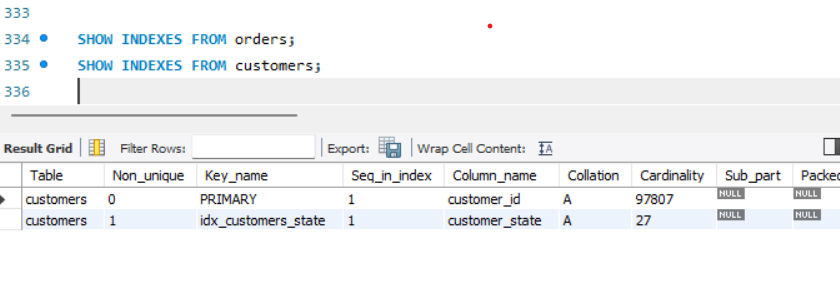 333
334 SHOW INDEXES FROM orders;
335 SHOW INDEXES FROM customers;
336
Result Grid Filter Rows: Export: Wrap Cell Content:
Table Non_unique Key_name Seq_in_index Column_name Collation Cardinality Sub_part Packed
customers 0 PRIMARY 1 customer_id A 97807 NULL NULL
customers 1 idx_customers_state 1 customer_state A 27 NULL NULL